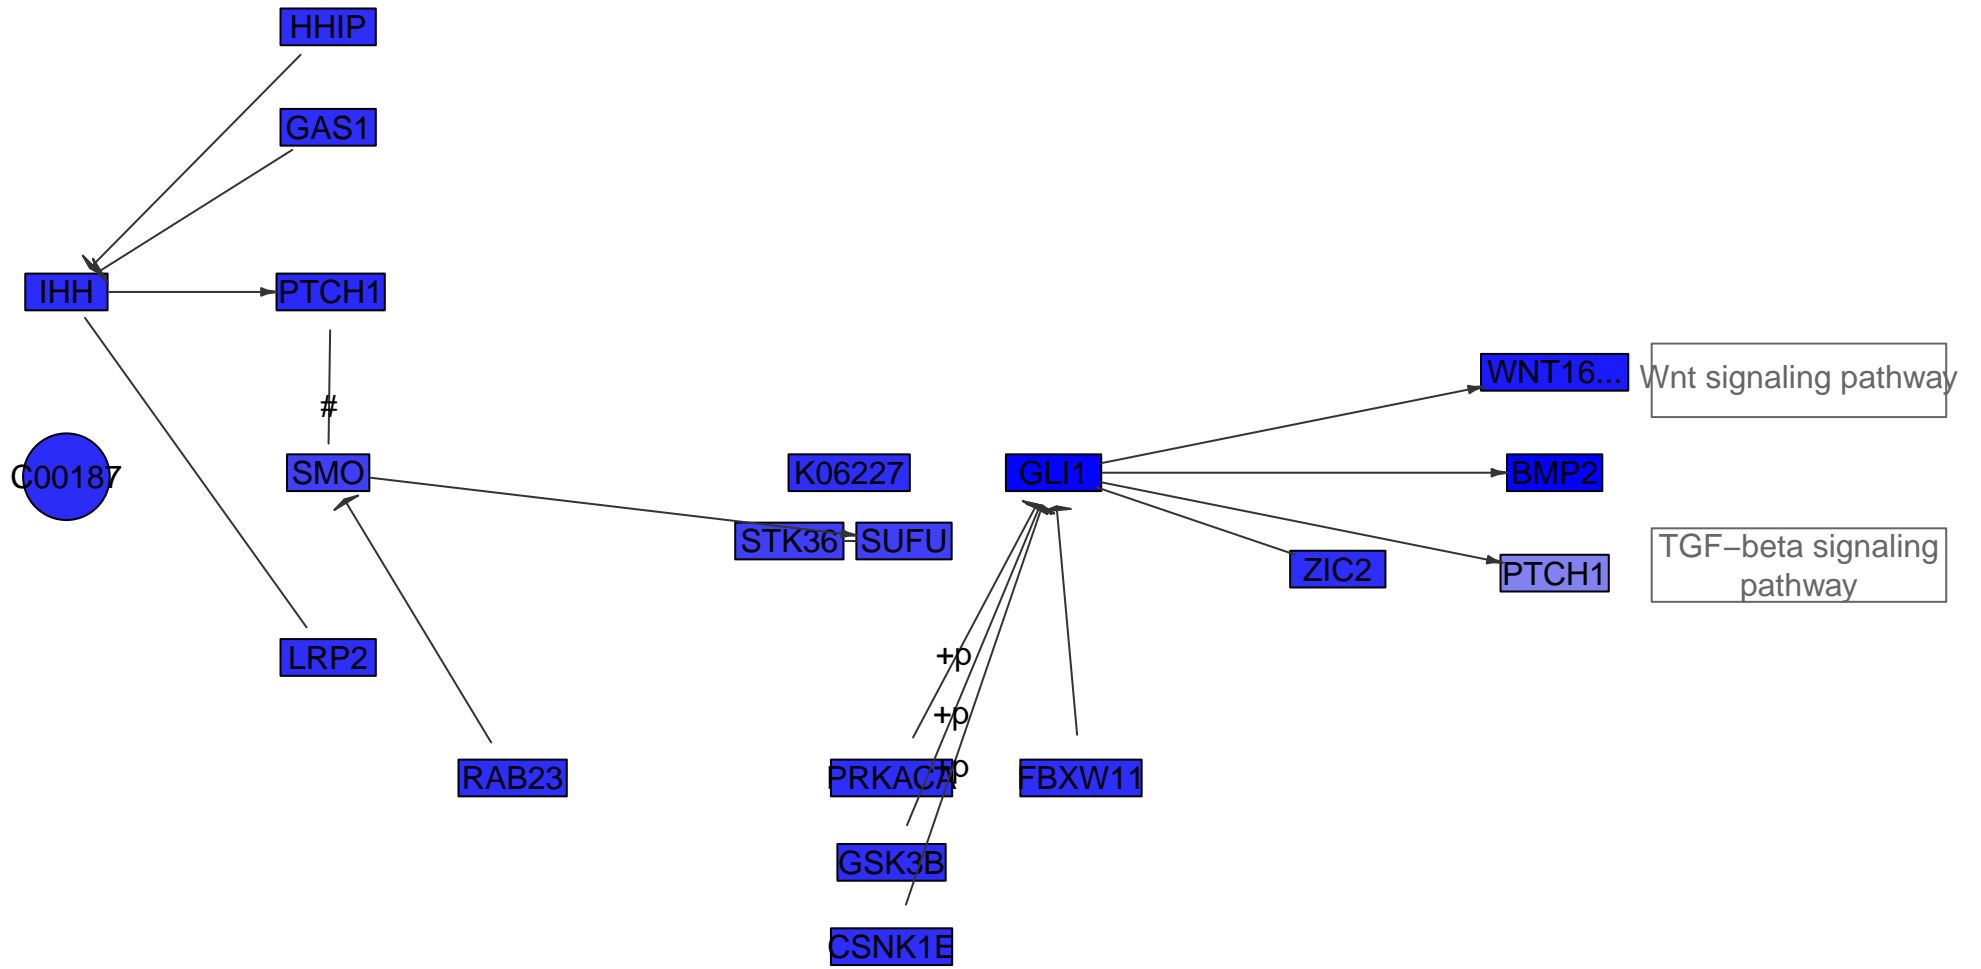 HHIP
GAS1
IHH
PTCH1
#
WNT16...
Wnt signaling pathway
C00187
SMO
K06227
GLI1
BMP2
STK36
SUFU
ZIC2
PTCH1
TGF−beta signaling
pathway
LRP2
+p
+p
+p
RAB23
PRKACA
FBXW11
GSK3B
CSNK1E